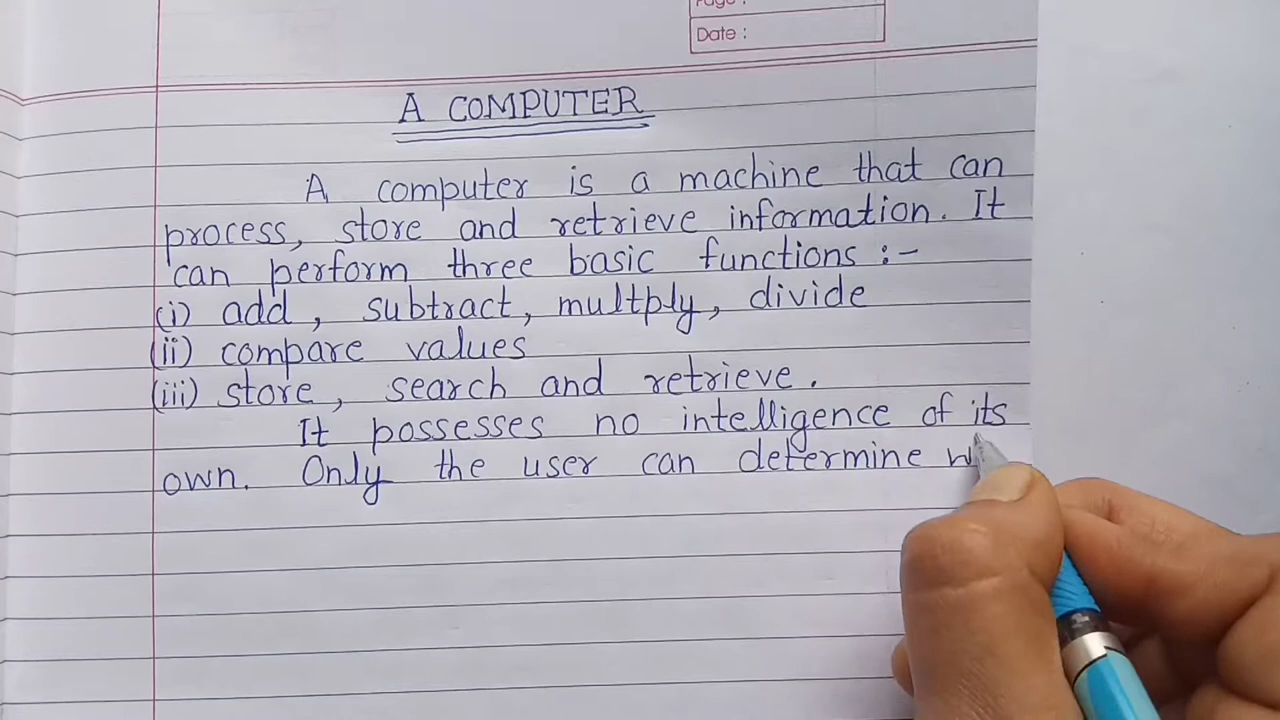 Page :
Date :
A COMPUTER
A computer is a machine that can
process, store and retrieve information. It
can perform three basic functions :-
(i) add, subtract, multply, divide
(ii) compare values
(iii) store, search and retrieve.
It possesses no intelligence of its
own. Only the user can determine